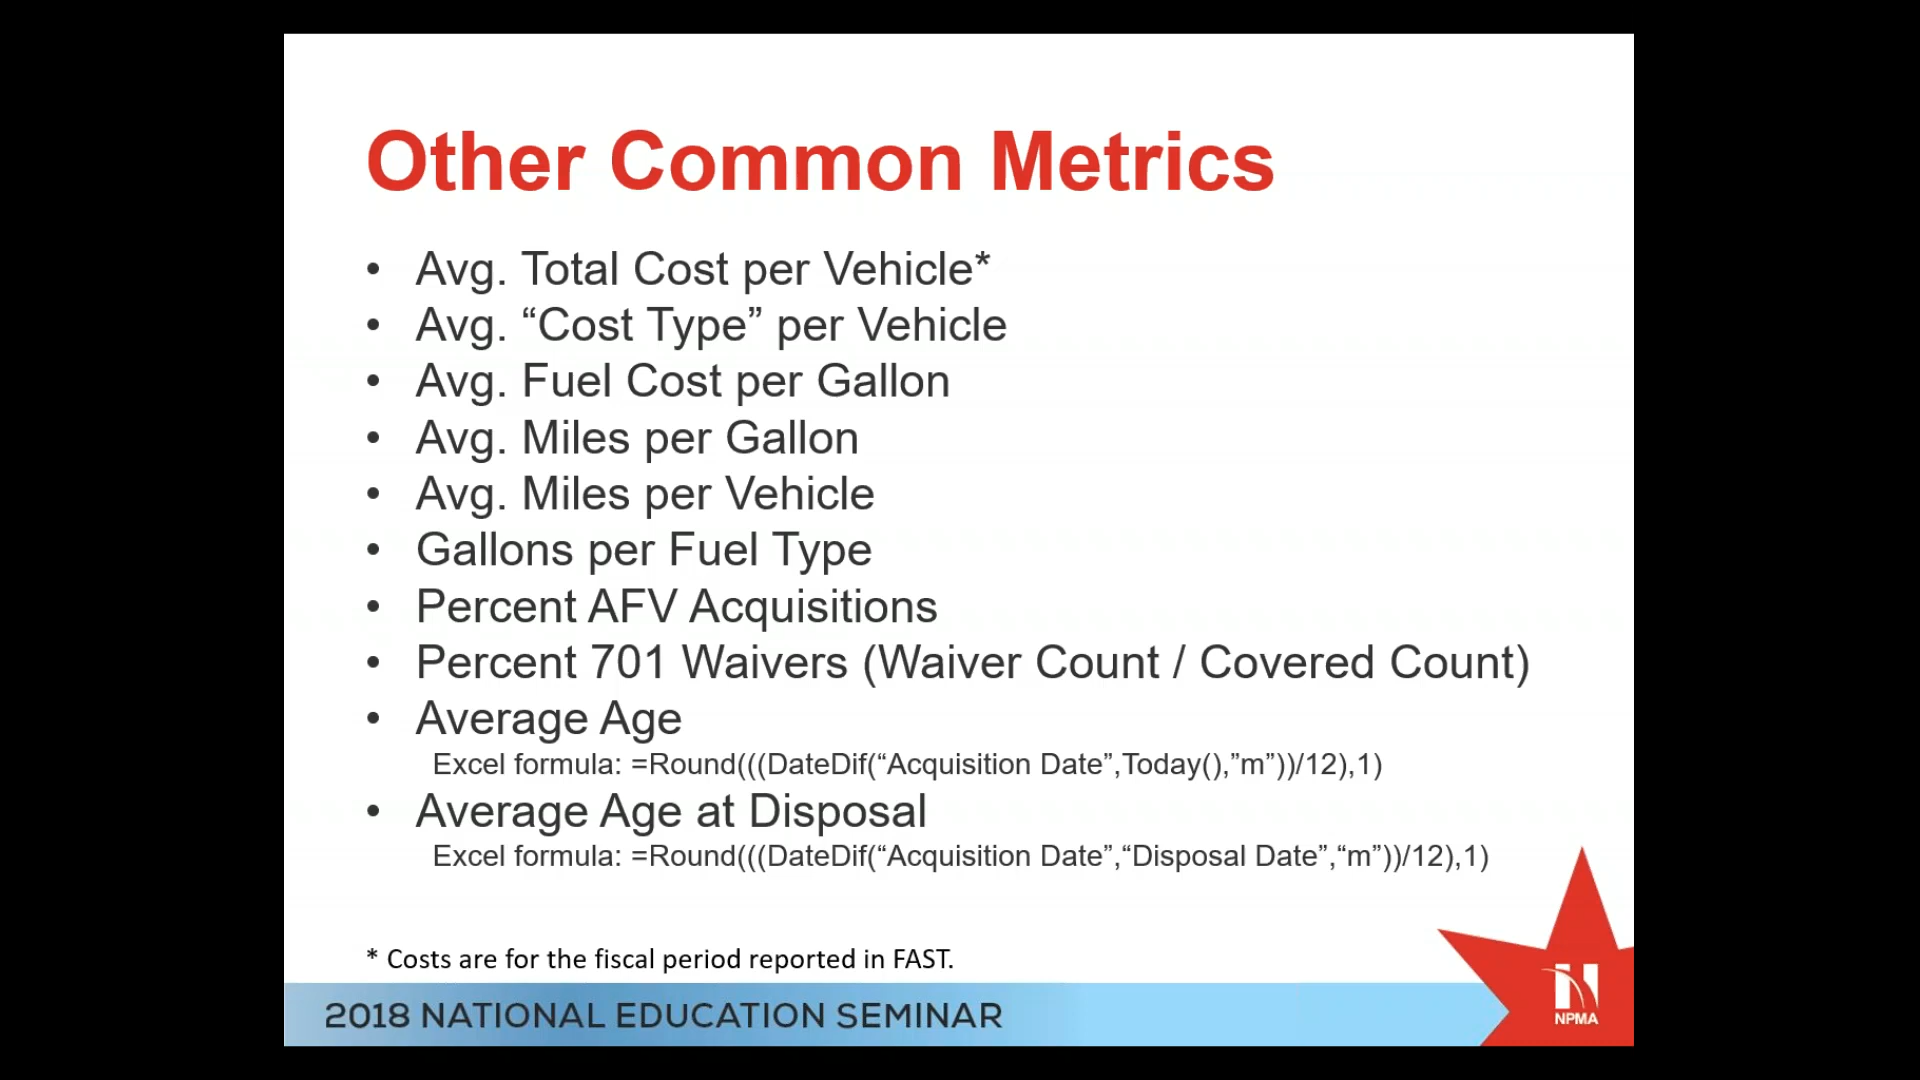 Other Common Metrics
• Avg. Total Cost per Vehicle*
• Avg. “Cost Type” per Vehicle
• Avg. Fuel Cost per Gallon
• Avg. Miles per Gallon
• Avg. Miles per Vehicle
• Gallons per Fuel Type
• Percent AFV Acquisitions
• Percent 701 Waivers (Waiver Count / Covered Count)
• Average Age
Excel formula: =Round(((DateDif(“Acquisition Date”,Today(),”m”))/12),1)
• Average Age at Disposal
Excel formula: =Round(((DateDif(“Acquisition Date”,“Disposal Date”,“m”))/12),1)
* Costs are for the fiscal period reported in FAST.
2018 NATIONAL EDUCATION SEMINAR
NPMA